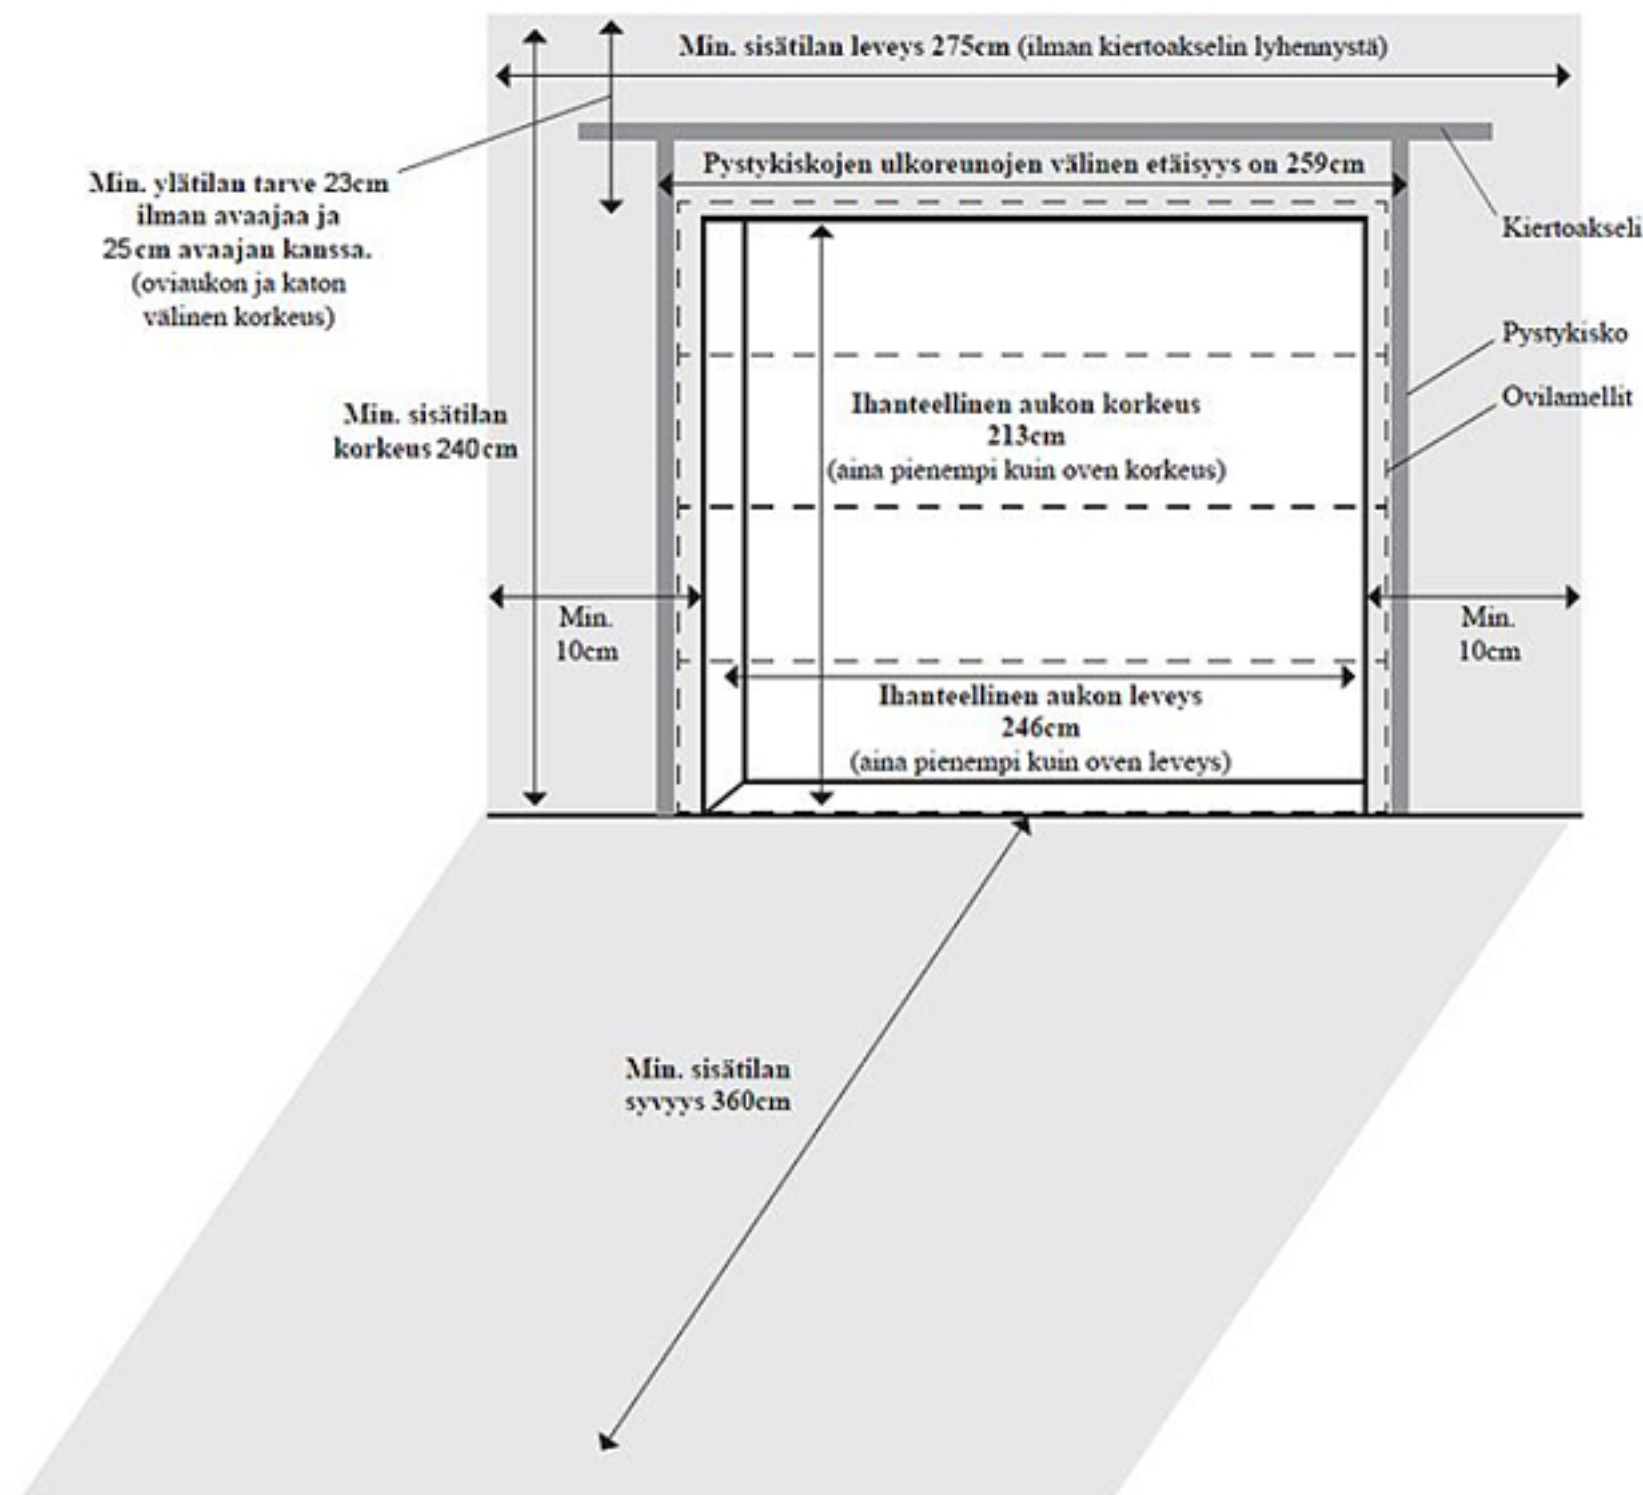 Min. sisätilan leveys 275cm (ilman kiertoakselin lyhennystä)
Pystykiskojen ulkoreunojen välinen etäisyys on 259cm
Min. ylätilan tarve 23cm
ilman avaajaa ja
25cm avaajan kanssa.
(oviaukon ja katon
välinen korkeus)
Kiertoakseli
Pystykisko
Ovilamellit
Min. sisätilan
korkeus 240cm
Ihanteellinen aukon korkeus
213cm
(aina pienempi kuin oven korkeus)
Min.
10cm
Min.
10cm
Ihanteellinen aukon leveys
246cm
(aina pienempi kuin oven leveys)
Min. sisätilan
syvyys 360cm